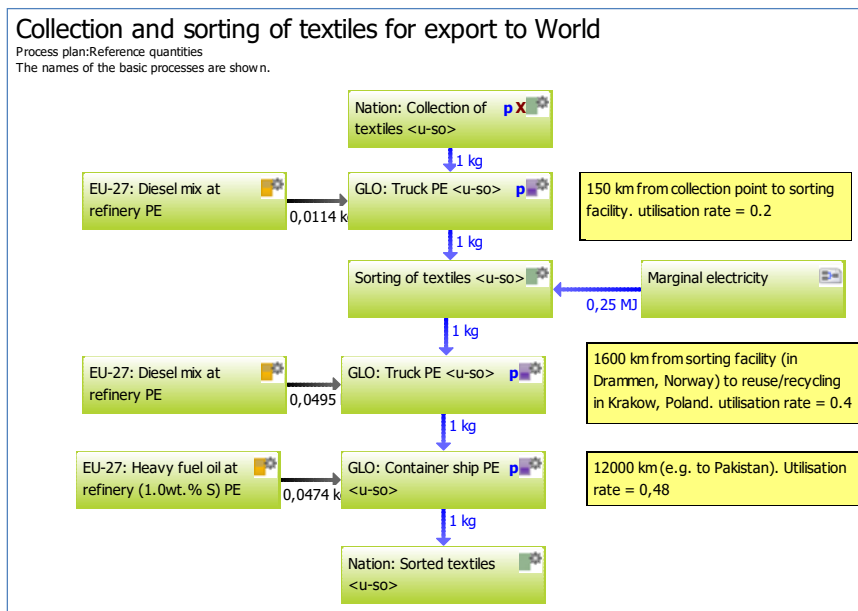 Collection and sorting of textiles for export to World
Process plan:Reference quantities
The names of the basic processes are shown.
Nation: Collection of
textiles <u-so>
p X
1 kg
EU-27: Diesel mix at
refinery PE
0,0114 k
GLO: Truck PE <u-so>
p
150 km from collection point to sorting
facility. utilisation rate = 0.2
1 kg
Sorting of textiles <u-so>
Marginal electricity
0,25 MJ
1 kg
EU-27: Diesel mix at
refinery PE
0,0495
GLO: Truck PE <u-so>
p
1600 km from sorting facility (in
Drammen, Norway) to reuse/recycling
in Krakow, Poland. utilisation rate = 0.4
1 kg
EU-27: Heavy fuel oil at
refinery (1.0wt.% S) PE
0,0474 k
GLO: Container ship PE
<u-so>
p
12000 km (e.g. to Pakistan). Utilisation
rate = 0,48
1 kg
Nation: Sorted textiles
<u-so>